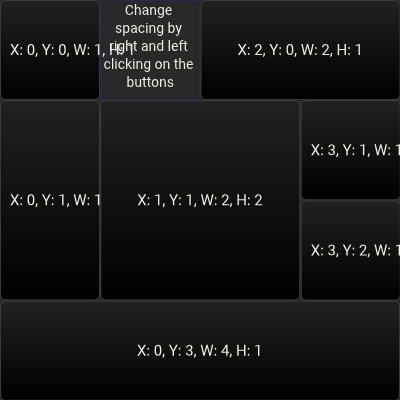 X: 0, Y: 0, W: 1, H: 1
Change
spacing by
right and left
clicking on the
buttons
X: 2, Y: 0, W: 2, H: 1
X: 3, Y: 1, W: 1
X: 0, Y: 1, W: 1
X: 1, Y: 1, W: 2, H: 2
X: 3, Y: 2, W: 1
X: 0, Y: 3, W: 4, H: 1